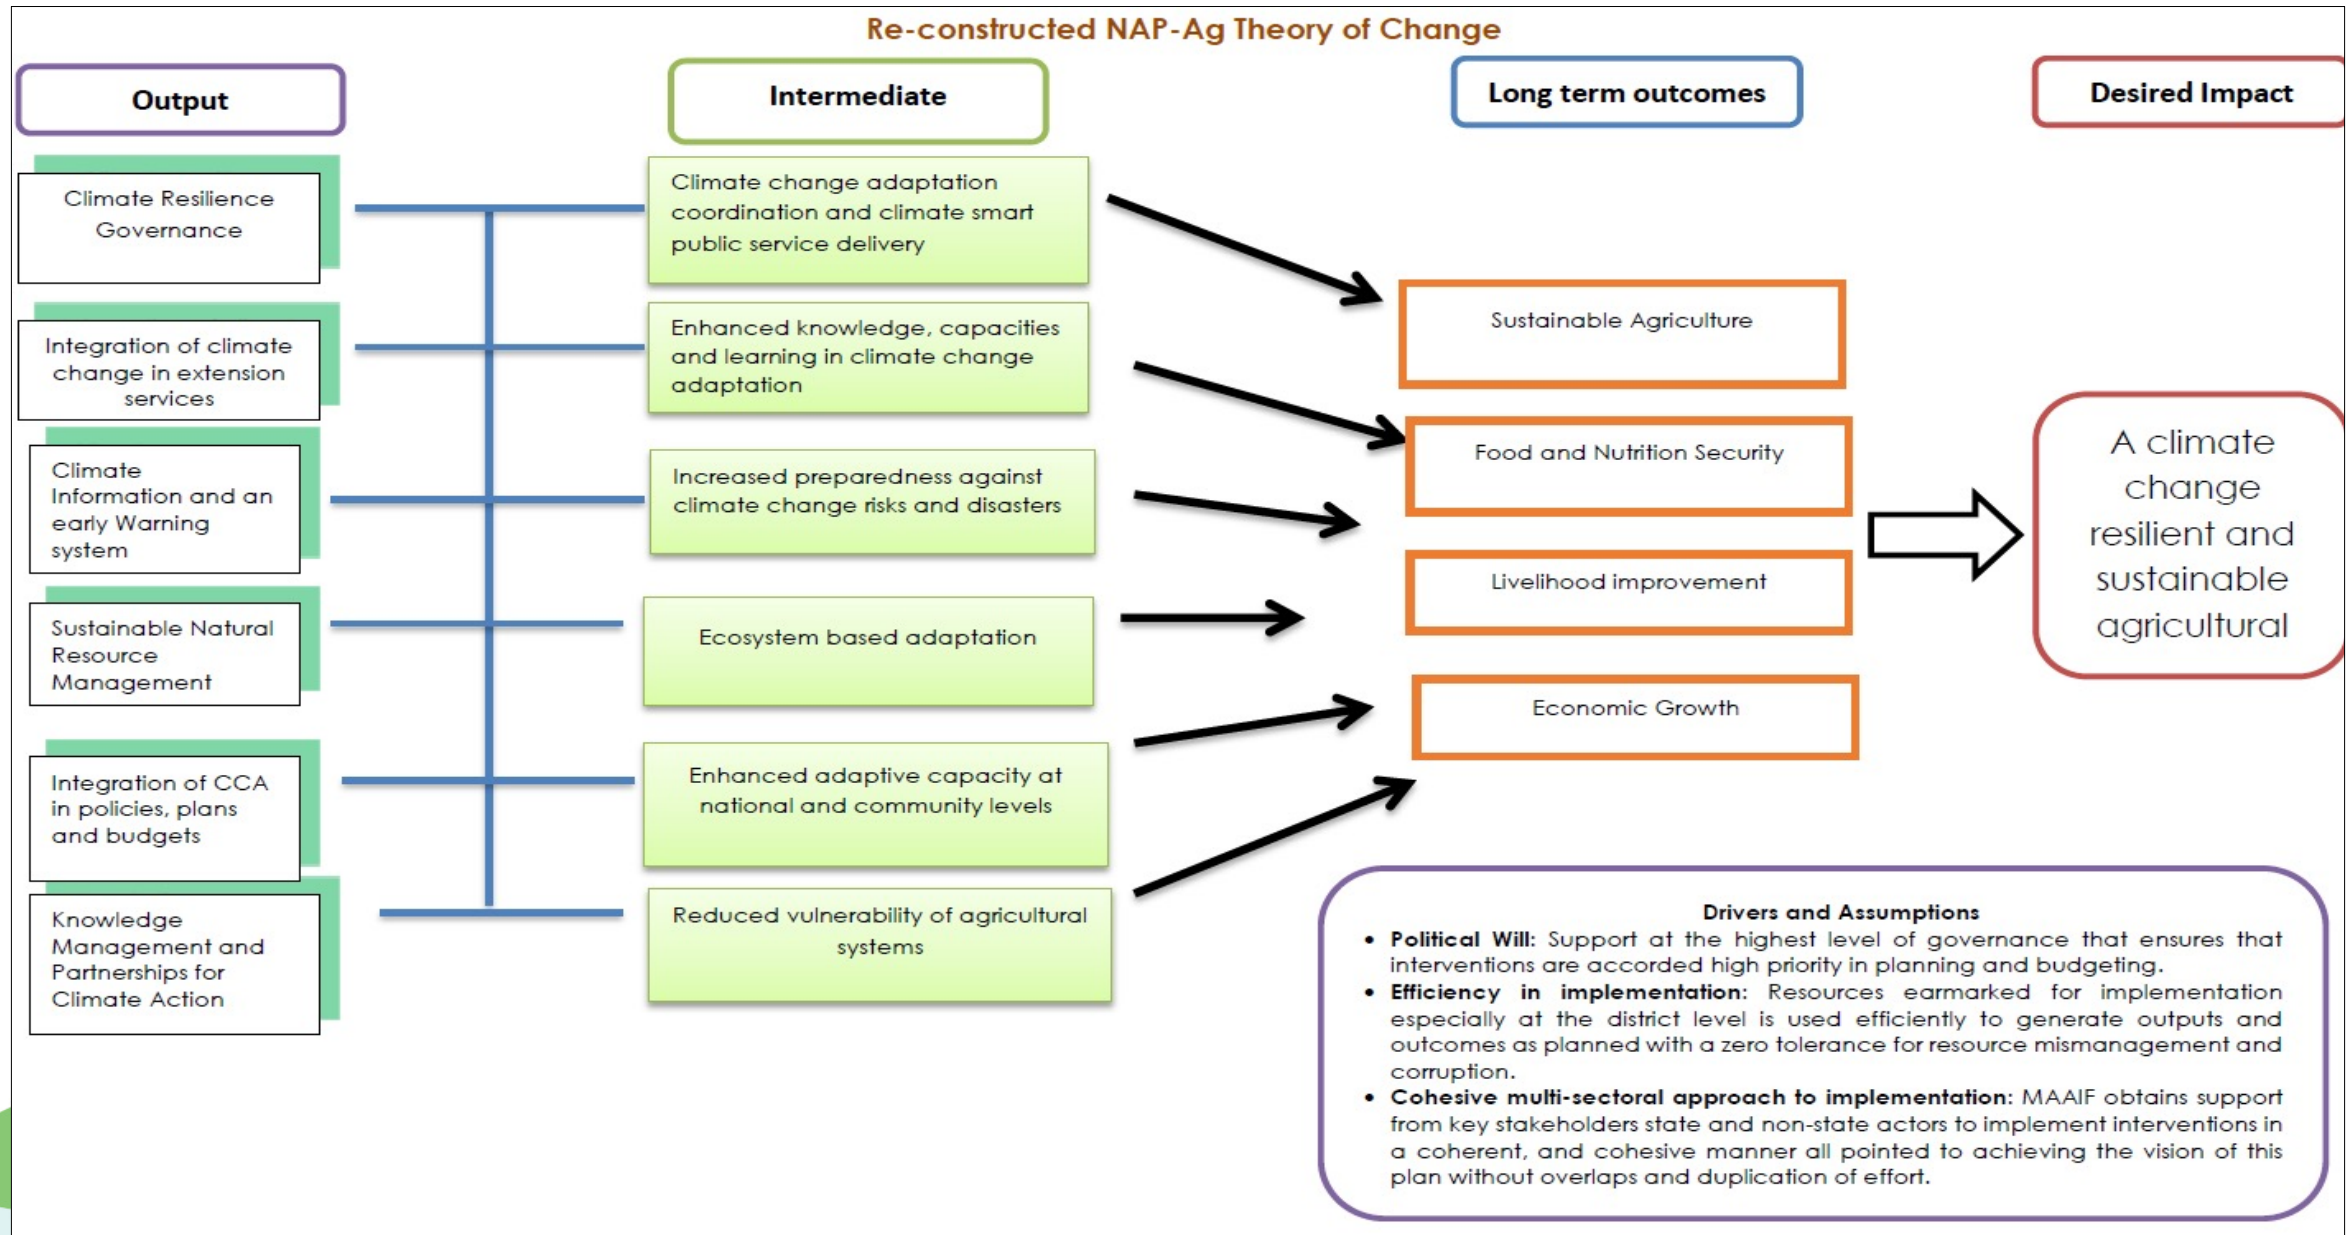 Re-constructed NAP-Ag Theory of Change
Output
Intermediate
Long term outcomes
Desired Impact
Climate Resilience
Governance
Integration of climate
change in extension
services
Climate
Information and an
early Warning
system
Sustainable Natural
Resource
Management
Integration of CCA
in policies, plans
and budgets
Knowledge
Management and
Partnerships for
Climate Action
Climate change adaptation
coordination and climate smart
public service delivery
Enhanced knowledge, capacities
and learning in climate change
adaptation
Increased preparedness against
climate change risks and disasters
Ecosystem based adaptation
Enhanced adaptive capacity at
national and community levels
Reduced vulnerability of agricultural
systems
Sustainable Agriculture
Food and Nutrition Security
Livelihood improvement
Economic Growth
A climate
change
resilient and
sustainable
agricultural
Drivers and Assumptions
• Political Will: Support at the highest level of governance that ensures that
interventions are accorded high priority in planning and budgeting.
• Efficiency in implementation: Resources earmarked for implementation
especially at the district level is used efficiently to generate outputs and
outcomes as planned with a zero tolerance for resource mismanagement and
corruption.
• Cohesive multi-sectoral approach to implementation: MAAIF obtains support
from key stakeholders state and non-state actors to implement interventions in
a coherent, and cohesive manner all pointed to achieving the vision of this
plan without overlaps and duplication of effort.